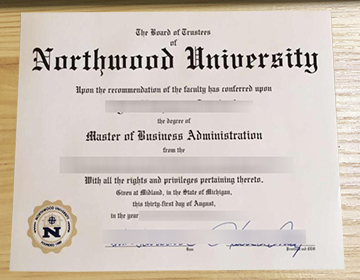 The Board of Trustees
of
Northwood University
Upon the recommendation of the faculty has conferred upon
the degree of
Master of Business Administration
from the
With all the rights and privileges pertaining thereto.
Given at Midland, in the State of Michigan,
this thirty-first day of August,
in the year
NORTHWOOD UNIVERSITY
N